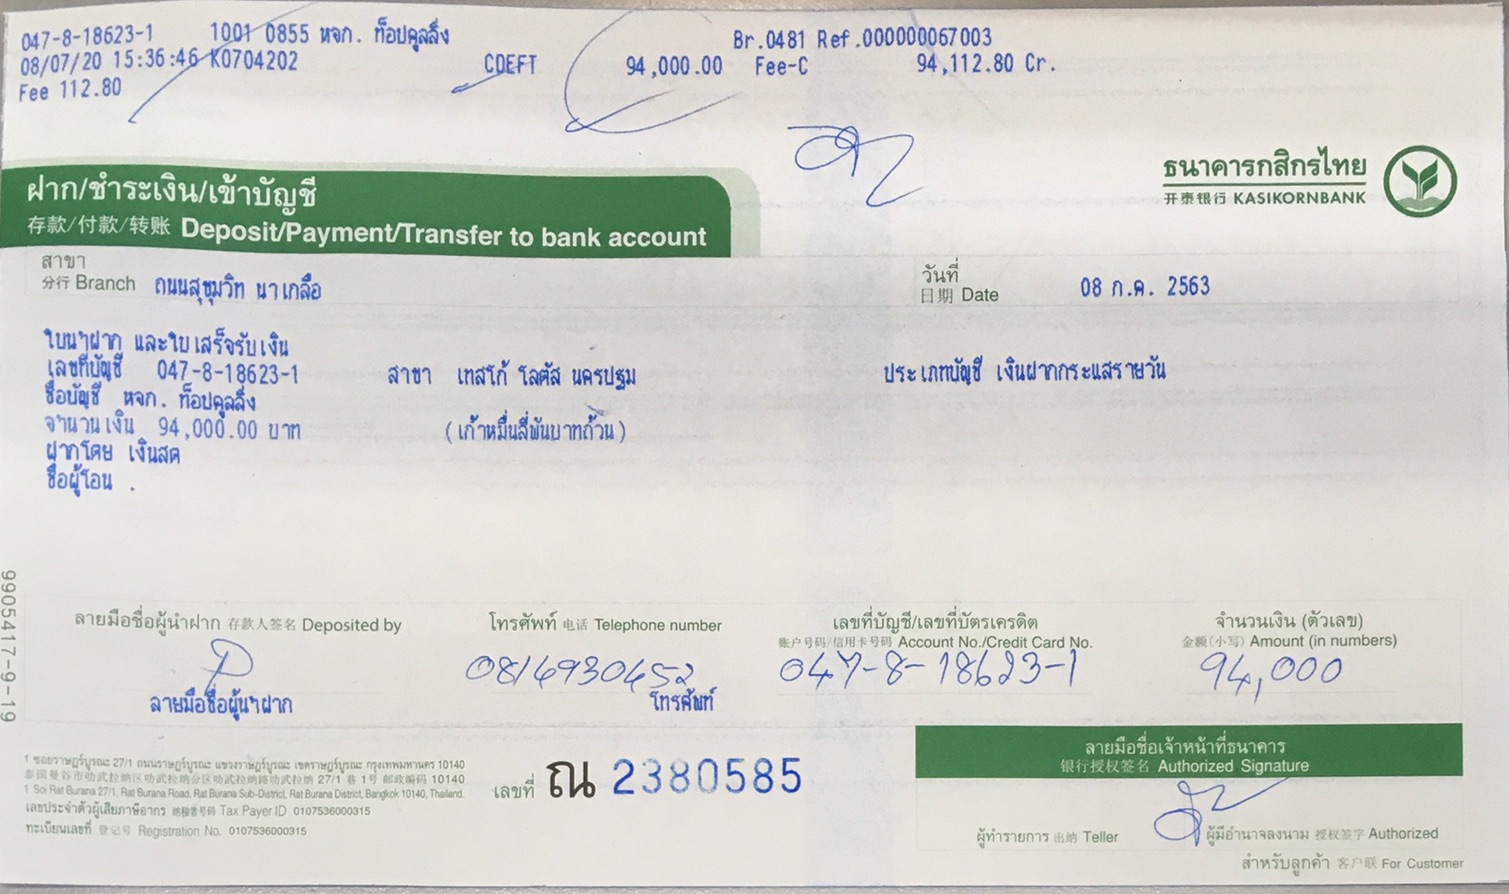 047-8-18623-1 1001 0855 หจก. ท็อปคูลลิ่ง Br.0481 Ref.000000067003
08/07/20 15:36:46 K0704202 CDEFT 94,000.00 Fee-C 94,112.80 Cr.
Fee 112.80
ธนาคารกสิกรไทย
开泰银行 KASIKORNBANK
ฝาก/ชำระเงิน/เข้าบัญชี
存款/付款/转账 Deposit/Payment/Transfer to bank account
สาขา
分行 Branch ถนนสุขุมวิท นาเกลือ
วันที่
日期 Date 08 ก.ค. 2563
ใบนำฝาก และใบเสร็จรับเงิน
เลขที่บัญชี 047-8-18623-1 สาขา เทสโก้ โลตัส นครปฐม ประเภทบัญชี เงินฝากกระแสรายวัน
ชื่อบัญชี หจก. ท็อปคูลลิ่ง
จำนวนเงิน 94,000.00 บาท (เก้าหมื่นสี่พันบาทถ้วน)
ฝากโดย เงินสด
ชื่อผู้โอน .
9905417-9-19
ลายมือชื่อผู้นำฝาก 存款人签名 Deposited by
โทรศัพท์ 电话 Telephone number
0816930652
เลขที่บัญชี/เลขที่บัตรเครดิต
账户号码/信用卡号码 Account No./Credit Card No.
047-8-18623-1
จำนวนเงิน (ตัวเลข)
金额(小写) Amount (in numbers)
94,000
ลายมือชื่อผู้นำฝาก โทรศัพท์
1 ซอยราษฎร์บูรณะ 27/1 ถนนราษฎร์บูรณะ แขวงราษฎร์บูรณะ เขตราษฎร์บูรณะ กรุงเทพมหานคร 10140
泰国曼谷市叻武拉纳区叻武拉纳分区叻武拉纳路叻武拉纳 27/1 巷 1号 邮政编码 10140
1 Soi Rat Burana 27/1, Rat Burana Road, Rat Burana Sub-District, Rat Burana District, Bangkok 10140, Thailand.
เลขประจำตัวผู้เสียภาษีอากร 纳税者号码 Tax Payer ID 0107536000315
ทะเบียนเลขที่ 登记号 Registration No. 0107536000315
เลขที่ ณ 2380585
ลายมือชื่อเจ้าหน้าที่ธนาคาร
银行授权签名 Authorized Signature
ผู้ทำรายการ 出纳 Teller
ผู้มีอำนาจลงนาม 授权签字 Authorized
สำหรับลูกค้า 客户联 For Customer